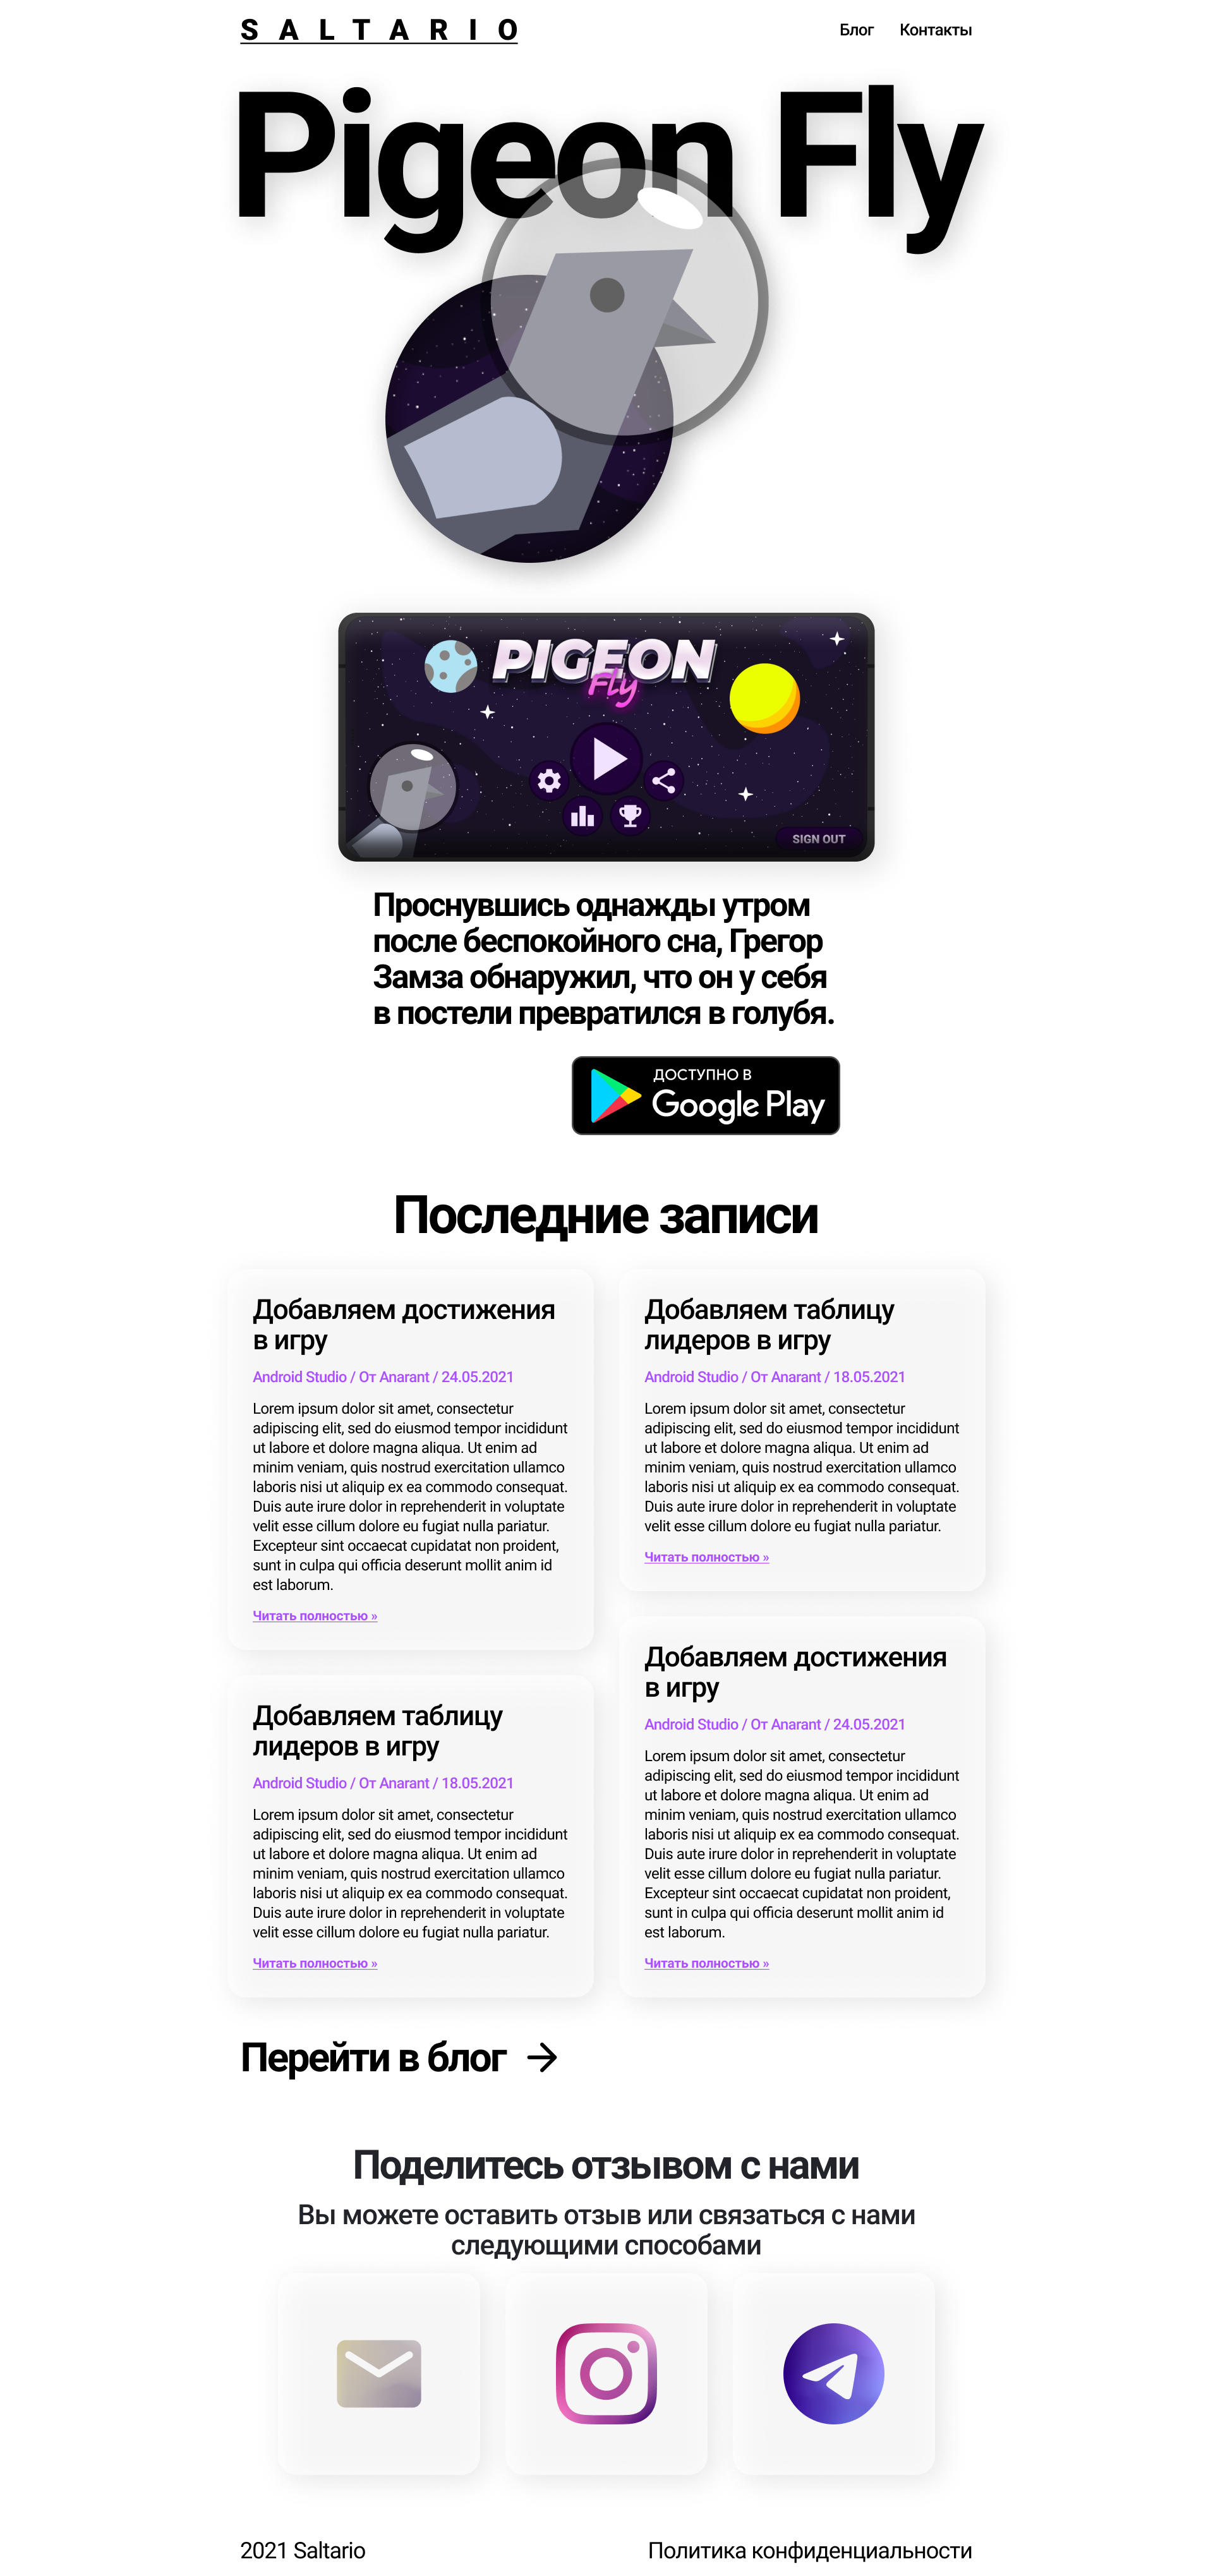 SALTARIO
Блог Контакты
Pigeon Fly
PIGEON
Fly
SIGN OUT
Проснувшись однажды утром
после беспокойного сна, Грегор
Замза обнаружил, что он у себя
в постели превратился в голубя.
ДОСТУПНО В
Google Play
Последние записи
Добавляем достижения
в игру
Android Studio / От Anarant / 24.05.2021
Lorem ipsum dolor sit amet, consectetur
adipiscing elit, sed do eiusmod tempor incididunt
ut labore et dolore magna aliqua. Ut enim ad
minim veniam, quis nostrud exercitation ullamco
laboris nisi ut aliquip ex ea commodo consequat.
Duis aute irure dolor in reprehenderit in voluptate
velit esse cillum dolore eu fugiat nulla pariatur.
Excepteur sint occaecat cupidatat non proident,
sunt in culpa qui officia deserunt mollit anim id
est laborum.
Читать полностью »
Добавляем таблицу
лидеров в игру
Android Studio / От Anarant / 18.05.2021
Lorem ipsum dolor sit amet, consectetur
adipiscing elit, sed do eiusmod tempor incididunt
ut labore et dolore magna aliqua. Ut enim ad
minim veniam, quis nostrud exercitation ullamco
laboris nisi ut aliquip ex ea commodo consequat.
Duis aute irure dolor in reprehenderit in voluptate
velit esse cillum dolore eu fugiat nulla pariatur.
Читать полностью »
Добавляем таблицу
лидеров в игру
Android Studio / От Anarant / 18.05.2021
Lorem ipsum dolor sit amet, consectetur
adipiscing elit, sed do eiusmod tempor incididunt
ut labore et dolore magna aliqua. Ut enim ad
minim veniam, quis nostrud exercitation ullamco
laboris nisi ut aliquip ex ea commodo consequat.
Duis aute irure dolor in reprehenderit in voluptate
velit esse cillum dolore eu fugiat nulla pariatur.
Читать полностью »
Добавляем достижения
в игру
Android Studio / От Anarant / 24.05.2021
Lorem ipsum dolor sit amet, consectetur
adipiscing elit, sed do eiusmod tempor incididunt
ut labore et dolore magna aliqua. Ut enim ad
minim veniam, quis nostrud exercitation ullamco
laboris nisi ut aliquip ex ea commodo consequat.
Duis aute irure dolor in reprehenderit in voluptate
velit esse cillum dolore eu fugiat nulla pariatur.
Excepteur sint occaecat cupidatat non proident,
sunt in culpa qui officia deserunt mollit anim id
est laborum.
Читать полностью »
Перейти в блог
Поделитесь отзывом с нами
Вы можете оставить отзыв или связаться с нами
следующими способами
2021 Saltario
Политика конфиденциальности